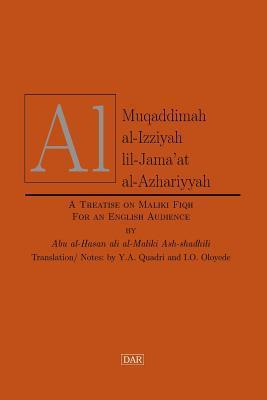 Al
Muqaddimah
al-Izziyah
lil-Jama'at
al-Azhariyyah
A Treatise on Maliki Fiqh
For an English Audience
by
Abu al-Hasan ali al-Maliki Ash-shadhili
Translation/ Notes: by Y.A. Quadri and I.O. Oloyede
DAR